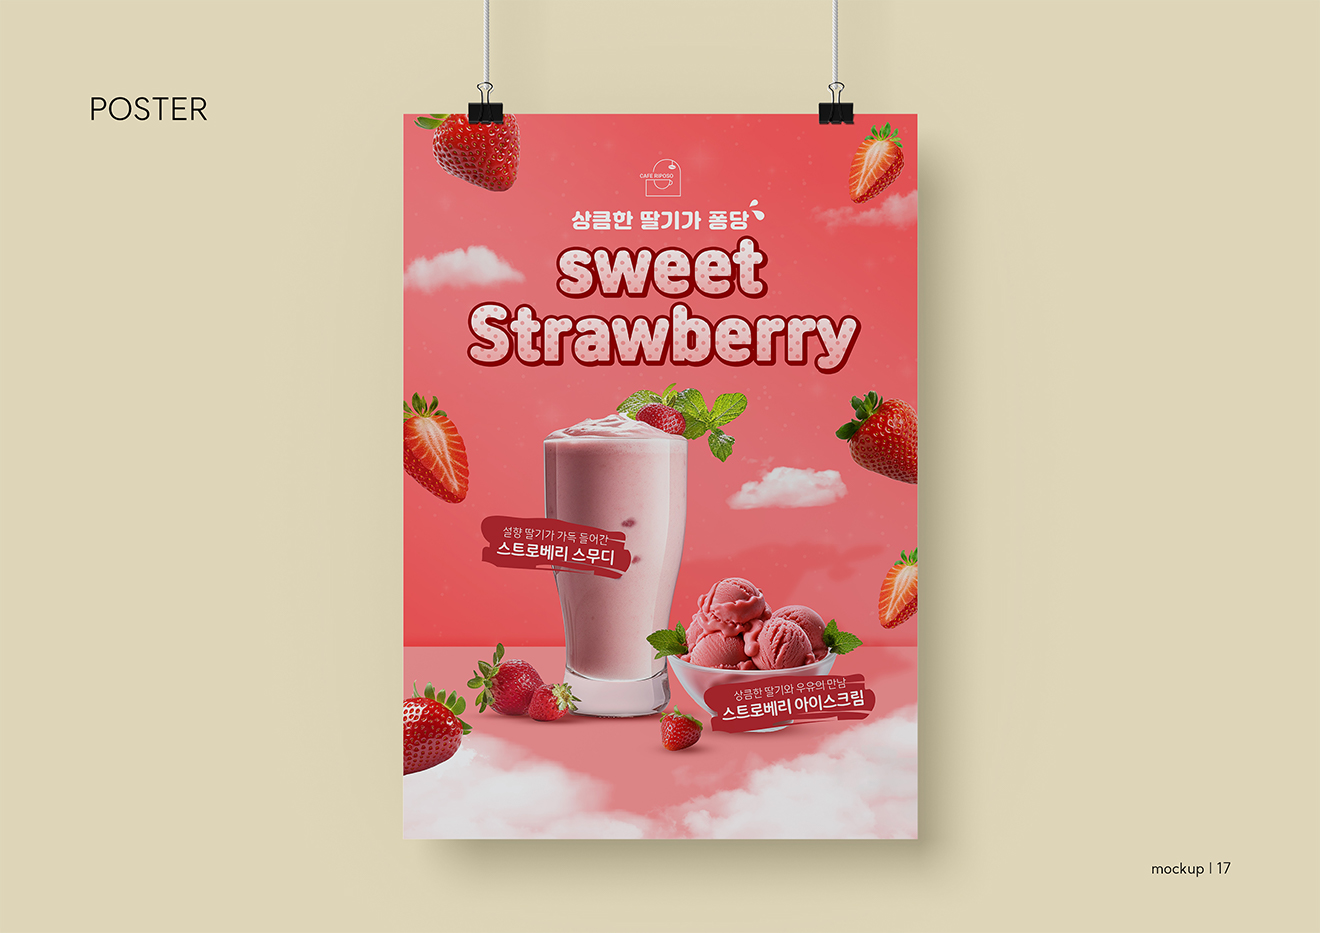 POSTER
CAFE RIPOSO
상큼한 딸기가 퐁당
sweet
Strawberry
설향 딸기가 가득 들어간
스트로베리 스무디
상큼한 딸기와 우유의 만남
스트로베리 아이스크림
mockup | 17